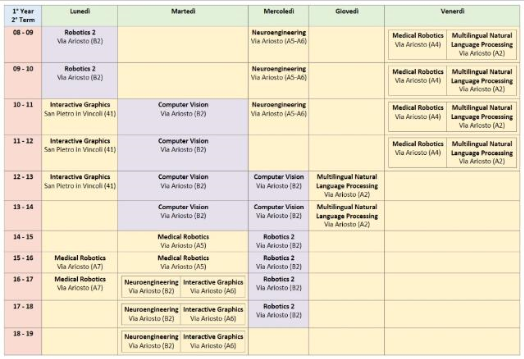 1° Year
2° Term
Lunedì
Martedì
Mercoledì
Giovedì
Venerdì
08 - 09
Robotics 2
Via Ariosto (B2)
Neuroengineering
Via Ariosto (A5-A6)
Medical Robotics
Via Ariosto (A4)
Multilingual Natural
Language Processing
Via Ariosto (A2)
09 - 10
Robotics 2
Via Ariosto (B2)
Neuroengineering
Via Ariosto (A5-A6)
Medical Robotics
Via Ariosto (A4)
Multilingual Natural
Language Processing
Via Ariosto (A2)
10 - 11
Interactive Graphics
San Pietro in Vincoli (41)
Computer Vision
Via Ariosto (B2)
Neuroengineering
Via Ariosto (A5-A6)
Medical Robotics
Via Ariosto (A4)
Multilingual Natural
Language Processing
Via Ariosto (A2)
11 - 12
Interactive Graphics
San Pietro in Vincoli (41)
Computer Vision
Via Ariosto (B2)
Medical Robotics
Via Ariosto (A4)
Multilingual Natural
Language Processing
Via Ariosto (A2)
12 - 13
Interactive Graphics
San Pietro in Vincoli (41)
Computer Vision
Via Ariosto (B2)
Computer Vision
Via Ariosto (B2)
Multilingual Natural
Language Processing
Via Ariosto (A2)
13 - 14
Computer Vision
Via Ariosto (B2)
Computer Vision
Via Ariosto (B2)
Multilingual Natural
Language Processing
Via Ariosto (A2)
14 - 15
Medical Robotics
Via Ariosto (A5)
Robotics 2
Via Ariosto (B2)
15 - 16
Medical Robotics
Via Ariosto (A7)
Medical Robotics
Via Ariosto (A5)
Robotics 2
Via Ariosto (B2)
16 - 17
Medical Robotics
Via Ariosto (A7)
Neuroengineering
Via Ariosto (B2)
Interactive Graphics
Via Ariosto (A6)
Robotics 2
Via Ariosto (B2)
17 - 18
Neuroengineering
Via Ariosto (B2)
Interactive Graphics
Via Ariosto (A6)
Robotics 2
Via Ariosto (B2)
18 - 19
Neuroengineering
Via Ariosto (B2)
Interactive Graphics
Via Ariosto (A6)